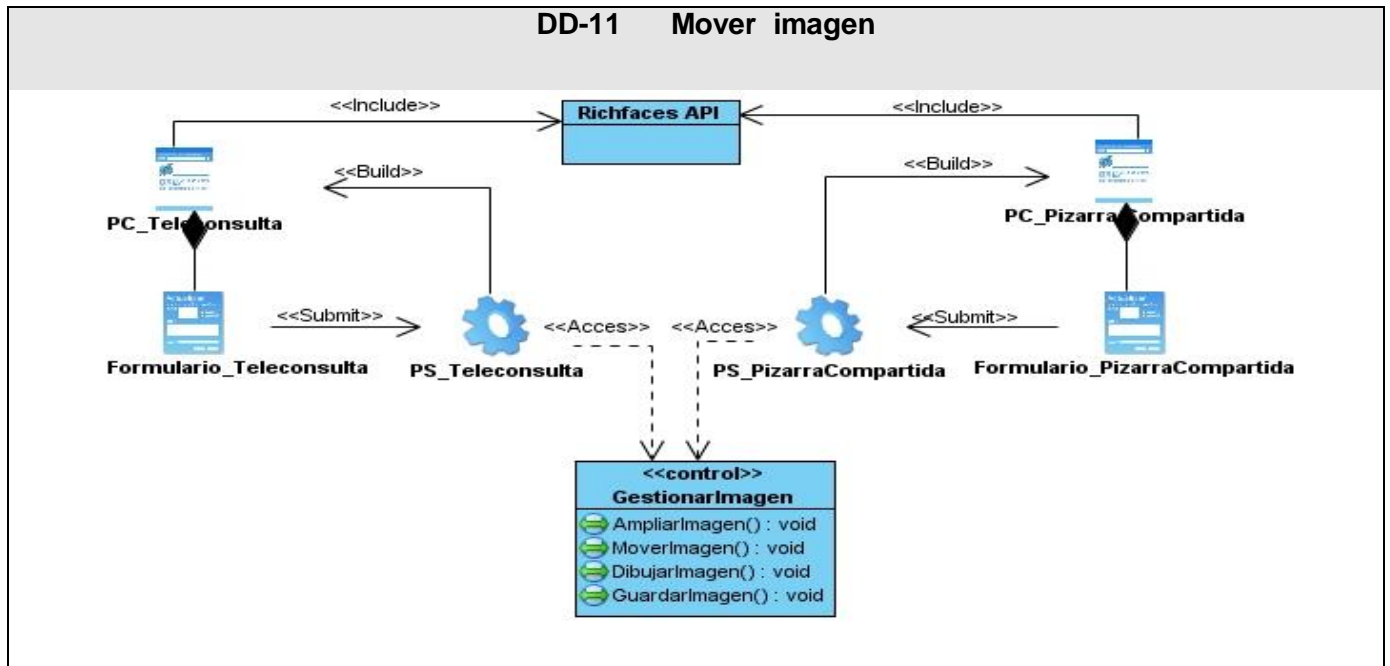 DD-11 Mover imagen
<<Include>>
Richfaces API
<<Include>>
<<Build>>
<<Build>>
PC_Teleconsulta
PC_PizarraCompartida
<<Submit>>
<<Acces>>
<<Acces>>
<<Submit>>
Formulario_Teleconsulta
PS_Teleconsulta
PS_PizarraCompartida
Formulario_PizarraCompartida
<<control>>
GestionarImagen
AmpliarImagen() : void
MoverImagen() : void
DibujarImagen() : void
GuardarImagen() : void